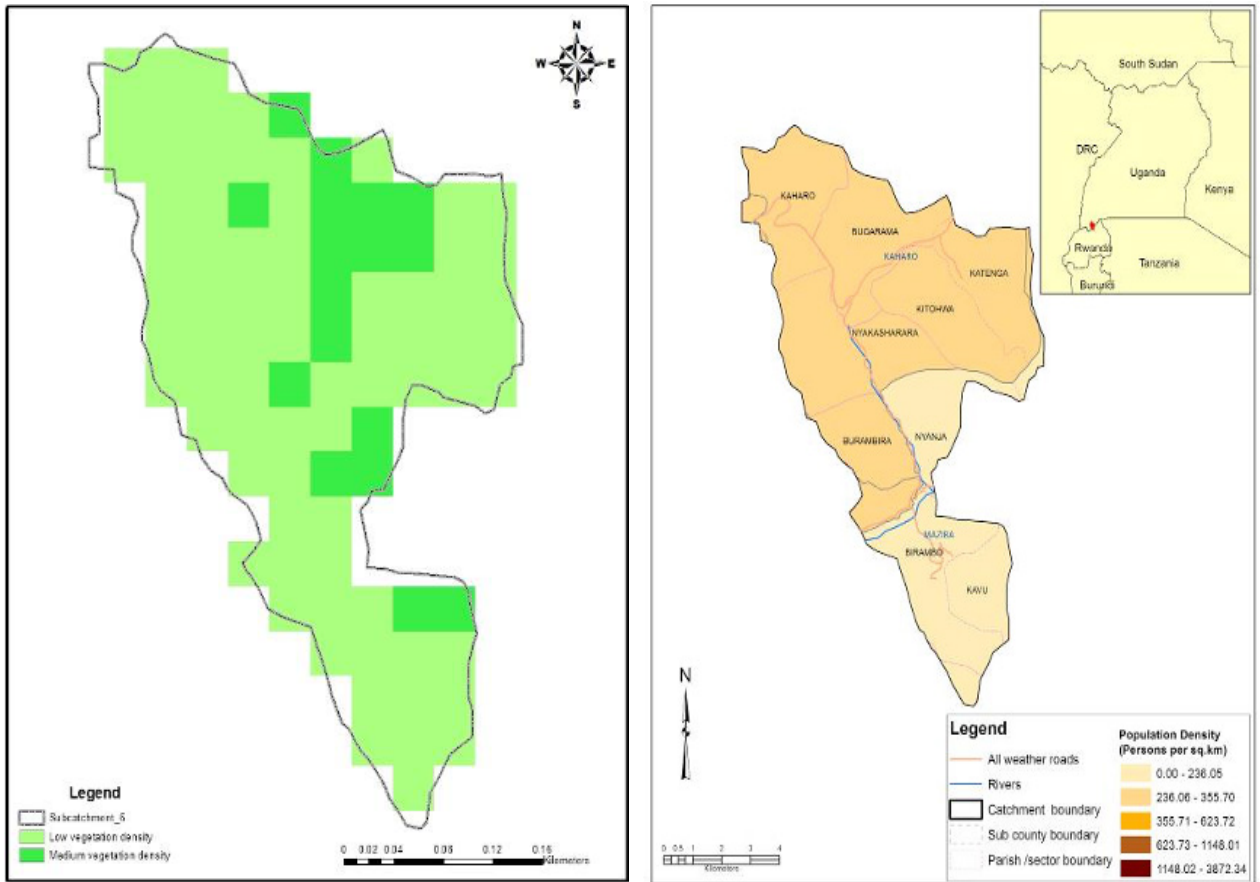 N
W E
S
Legend
Subcatchment_6
Low vegetation density
Medium vegetation density
0 0.02 0.04 0.08 0.12 0.16
Kilometers
South Sudan
DRC
Uganda
Kenya
Rwanda
Tanzania
Burundi
KAHARO
BUGARAMA
KAHARO
KATENGA
KITOHWA
NYAKASHARARA
NYANJA
BURAMBIRA
MAZIBA
BIRAMBO
KAVU
N
0 0.5 1 2 3 4
Kilometers
Legend
All weather roads
Rivers
Catchment boundary
Sub county boundary
Parish /sector boundary
Population Density
(Persons per sq.km)
0.00 - 236.05
236.06 - 355.70
355.71 - 623.72
623.73 - 1148.01
1148.02 - 3872.34